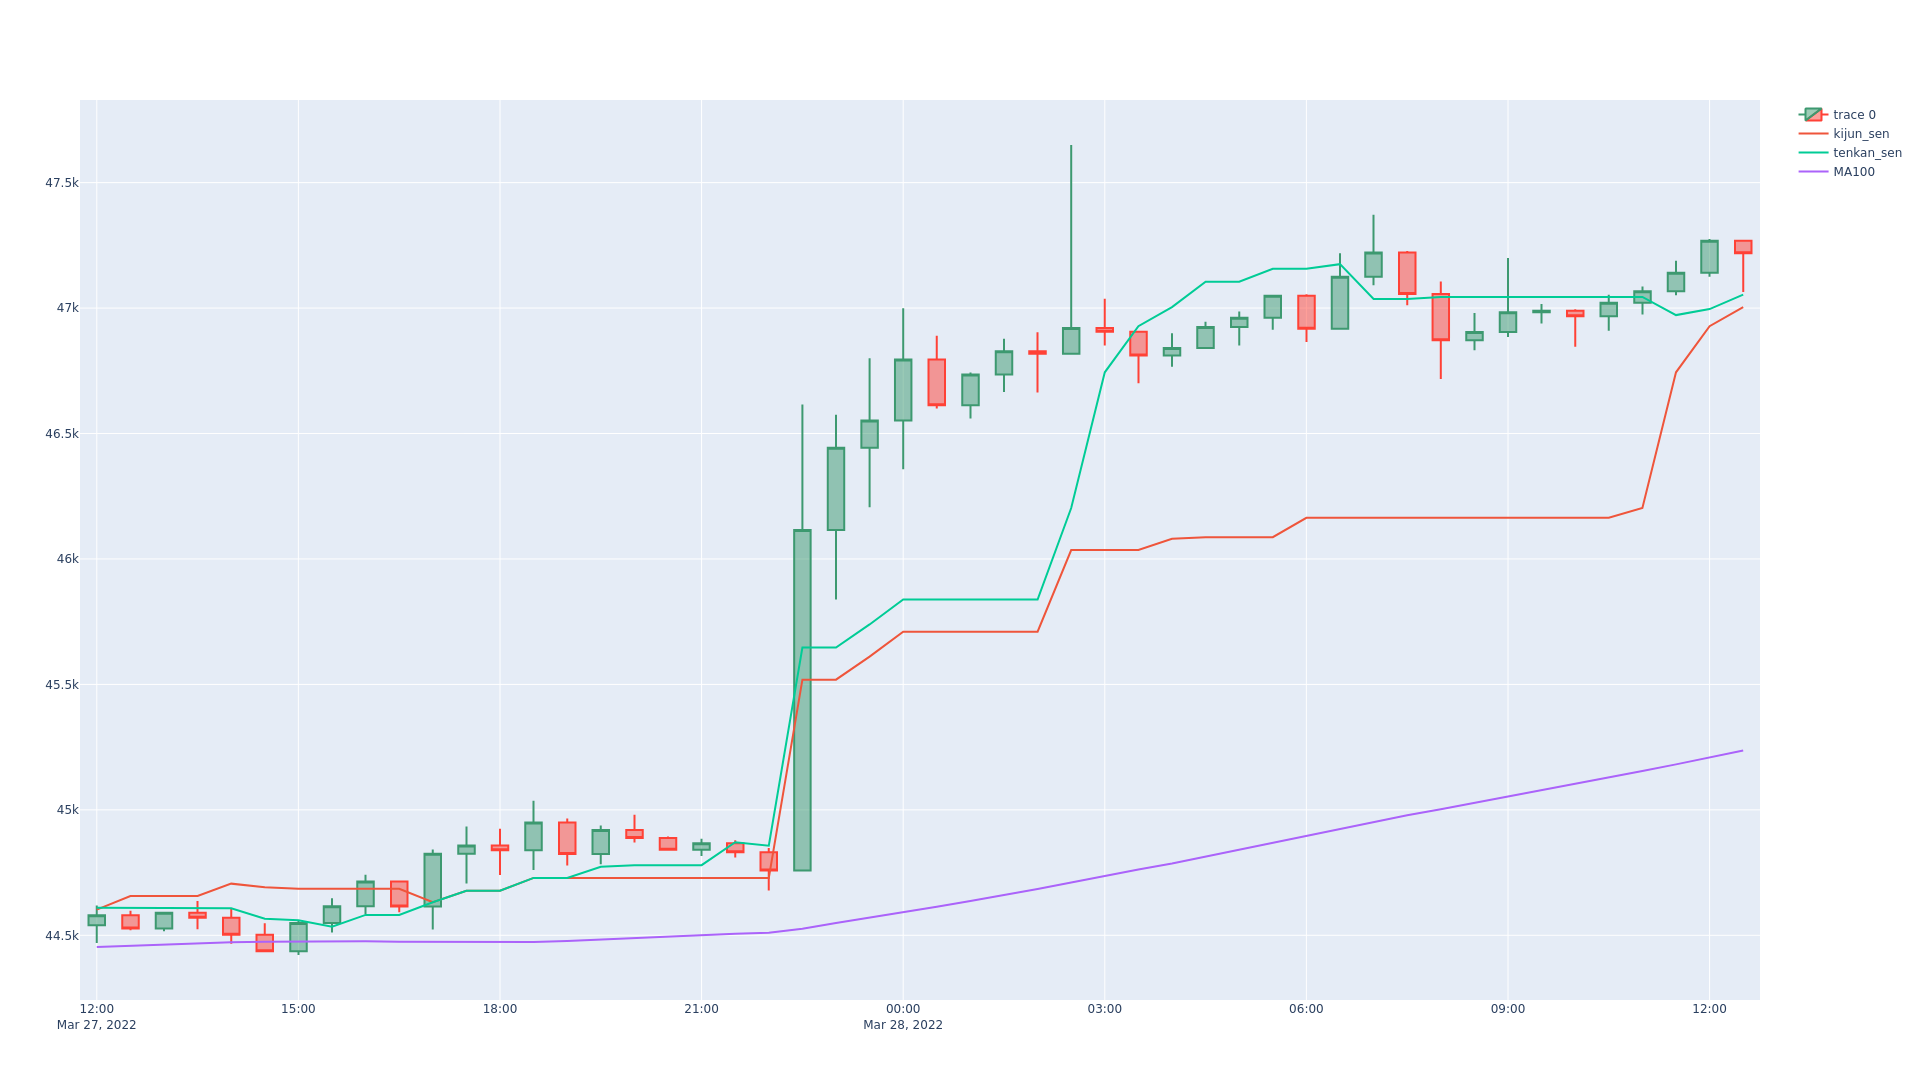 trace 0
kijun_sen
tenkan_sen
MA100
47.5k
47k
46.5k
46k
45.5k
45k
44.5k
12:00 15:00 18:00 21:00 00:00 03:00 06:00 09:00 12:00
Mar 27, 2022 Mar 28, 2022